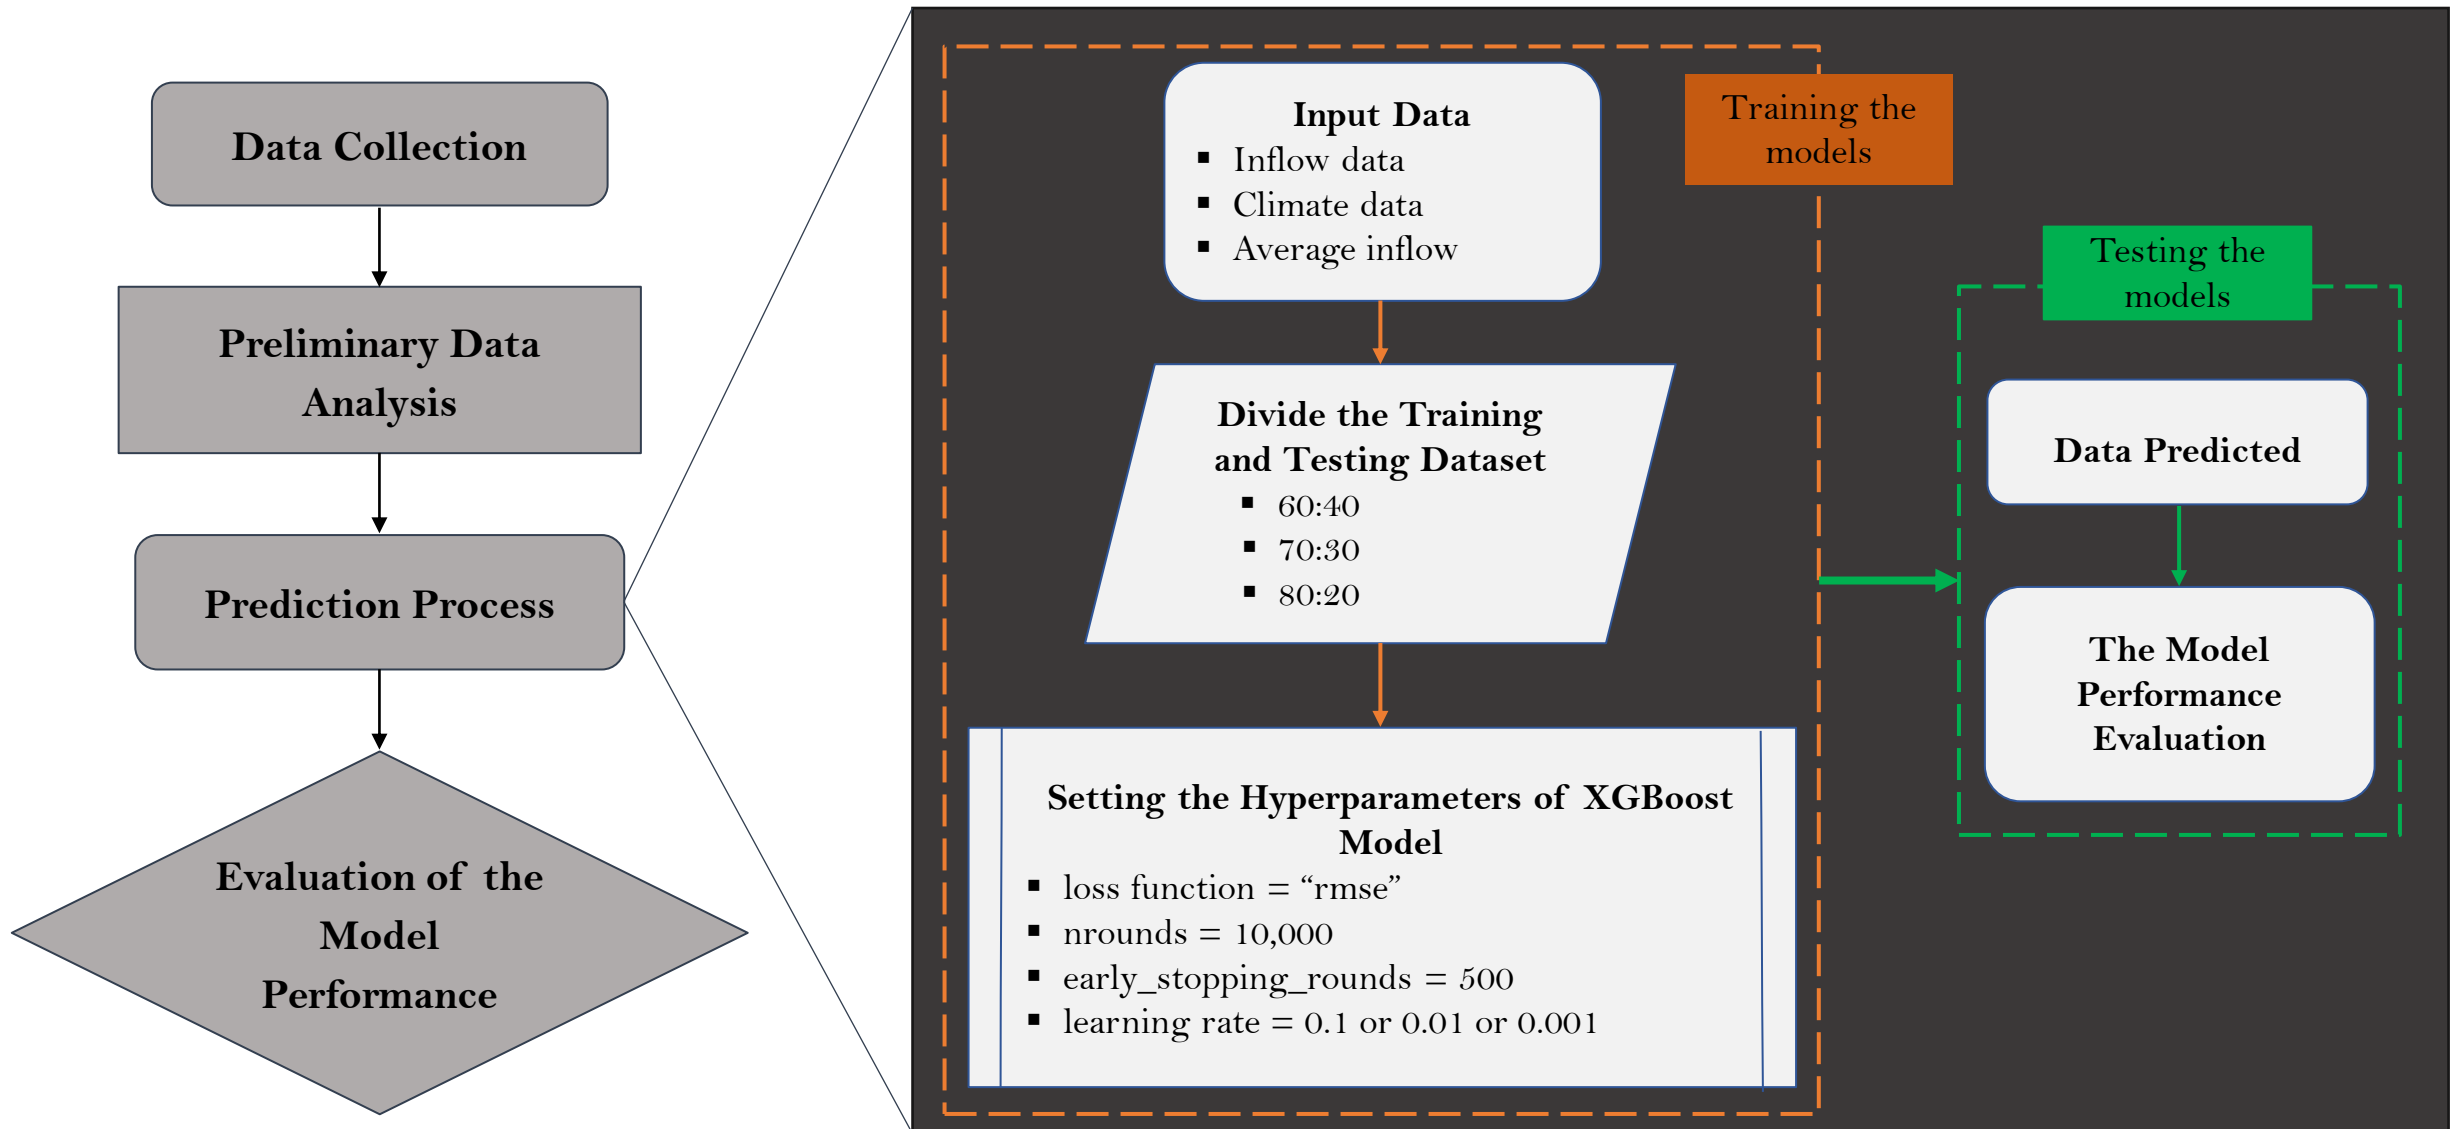 Data Collection
Preliminary Data
Analysis
Prediction Process
Evaluation of the
Model
Performance
Training the
models
Input Data
▪ Inflow data
▪ Climate data
▪ Average inflow
Divide the Training
and Testing Dataset
▪ 60:40
▪ 70:30
▪ 80:20
Setting the Hyperparameters of XGBoost
Model
▪ loss function = “rmse”
▪ nrounds = 10,000
▪ early_stopping_rounds = 500
▪ learning rate = 0.1 or 0.01 or 0.001
Testing the
models
Data Predicted
The Model
Performance
Evaluation